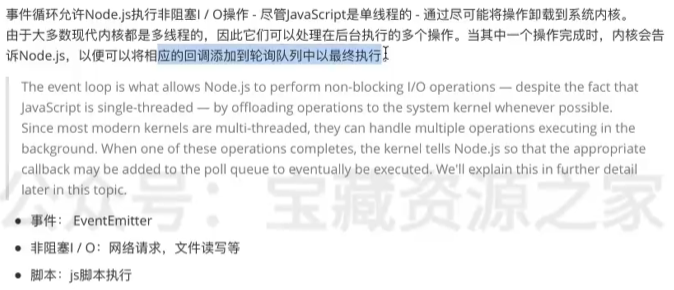 事件循环允许Node.js执行非阻塞I / O操作 - 尽管JavaScript是单线程的 - 通过尽可能将操作卸载到系统内核。
由于大多数现代内核都是多线程的，因此它们可以处理在后台执行的多个操作。当其中一个操作完成时，内核会告
诉Node.js，以便可以将相应的回调添加到轮询队列中以最终执行。
The event loop is what allows Node.js to perform non-blocking I/O operations — despite the fact that
JavaScript is single-threaded — by offloading operations to the system kernel whenever possible.
Since most modern kernels are multi-threaded, they can handle multiple operations executing in the
background. When one of these operations completes, the kernel tells Node.js so that the appropriate
callback may be added to the poll queue to eventually be executed. We'll explain this in further detail
later in this topic.
公众号：宝藏资源之家
事件： EventEmitter
非阻塞I / O：网络请求，文件读写等
脚本：js脚本执行